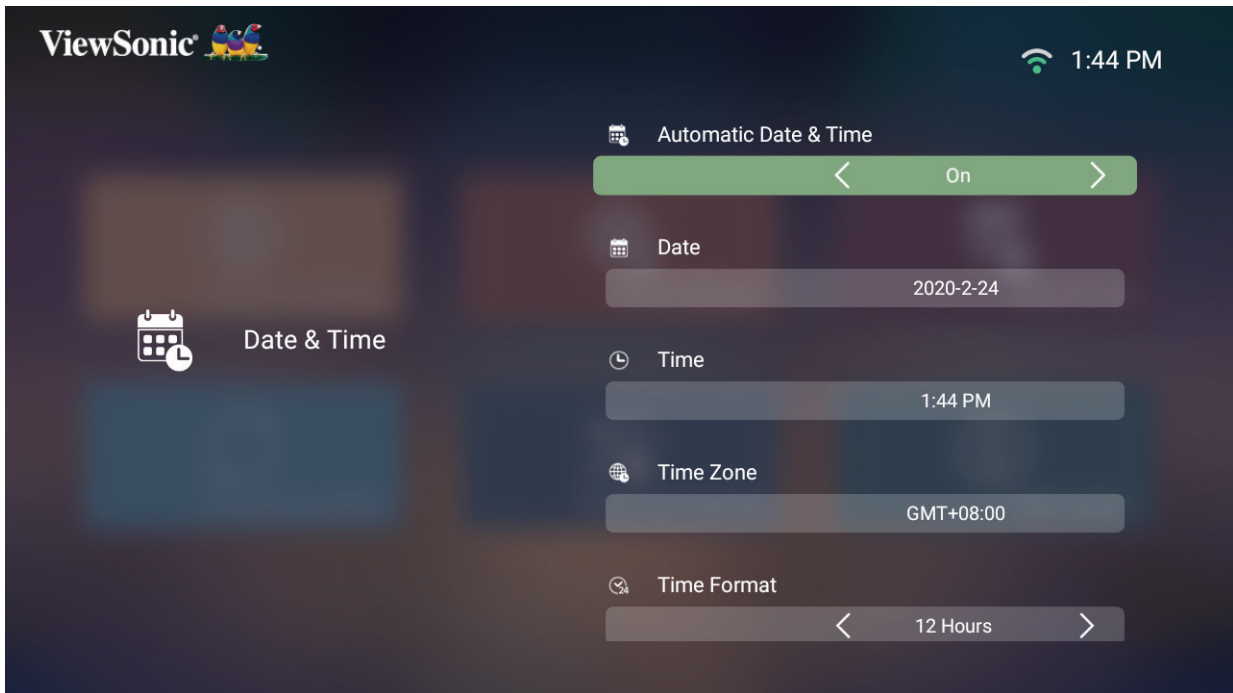 ViewSonic®
1:44 PM
Automatic Date & Time
On
Date
2020-2-24
Date & Time
Time
1:44 PM
Time Zone
GMT+08:00
24
Time Format
12 Hours